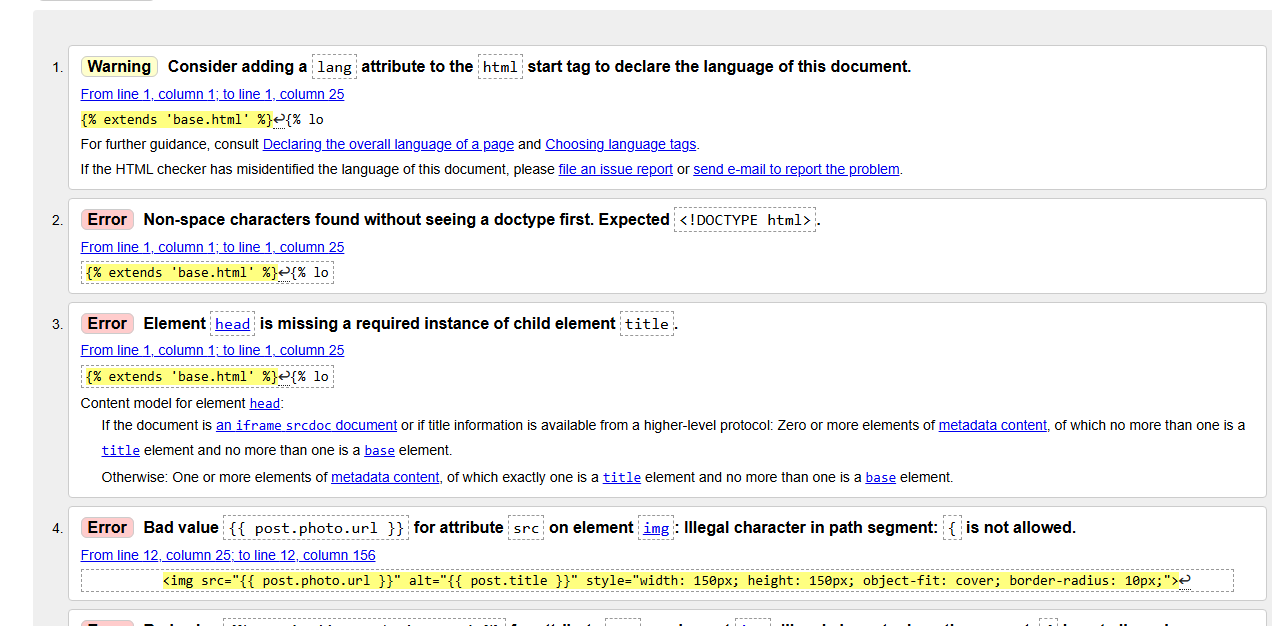 1. Warning Consider adding a lang attribute to the html start tag to declare the language of this document.
From line 1, column 1; to line 1, column 25
{% extends 'base.html' %}↩{% lo
For further guidance, consult Declaring the overall language of a page and Choosing language tags.
If the HTML checker has misidentified the language of this document, please file an issue report or send e-mail to report the problem.
2. Error Non-space characters found without seeing a doctype first. Expected <!DOCTYPE html>.
From line 1, column 1; to line 1, column 25
{% extends 'base.html' %}↩{% lo
3. Error Element head is missing a required instance of child element title.
From line 1, column 1; to line 1, column 25
{% extends 'base.html' %}↩{% lo
Content model for element head:
If the document is an iframe srcdoc document or if title information is available from a higher-level protocol: Zero or more elements of metadata content, of which no more than one is a
title element and no more than one is a base element.
Otherwise: One or more elements of metadata content, of which exactly one is a title element and no more than one is a base element.
4. Error Bad value {{ post.photo.url }} for attribute src on element img: Illegal character in path segment: { is not allowed.
From line 12, column 25; to line 12, column 156
<img src="{{ post.photo.url }}" alt="{{ post.title }}" style="width: 150px; height: 150px; object-fit: cover; border-radius: 10px;">↩